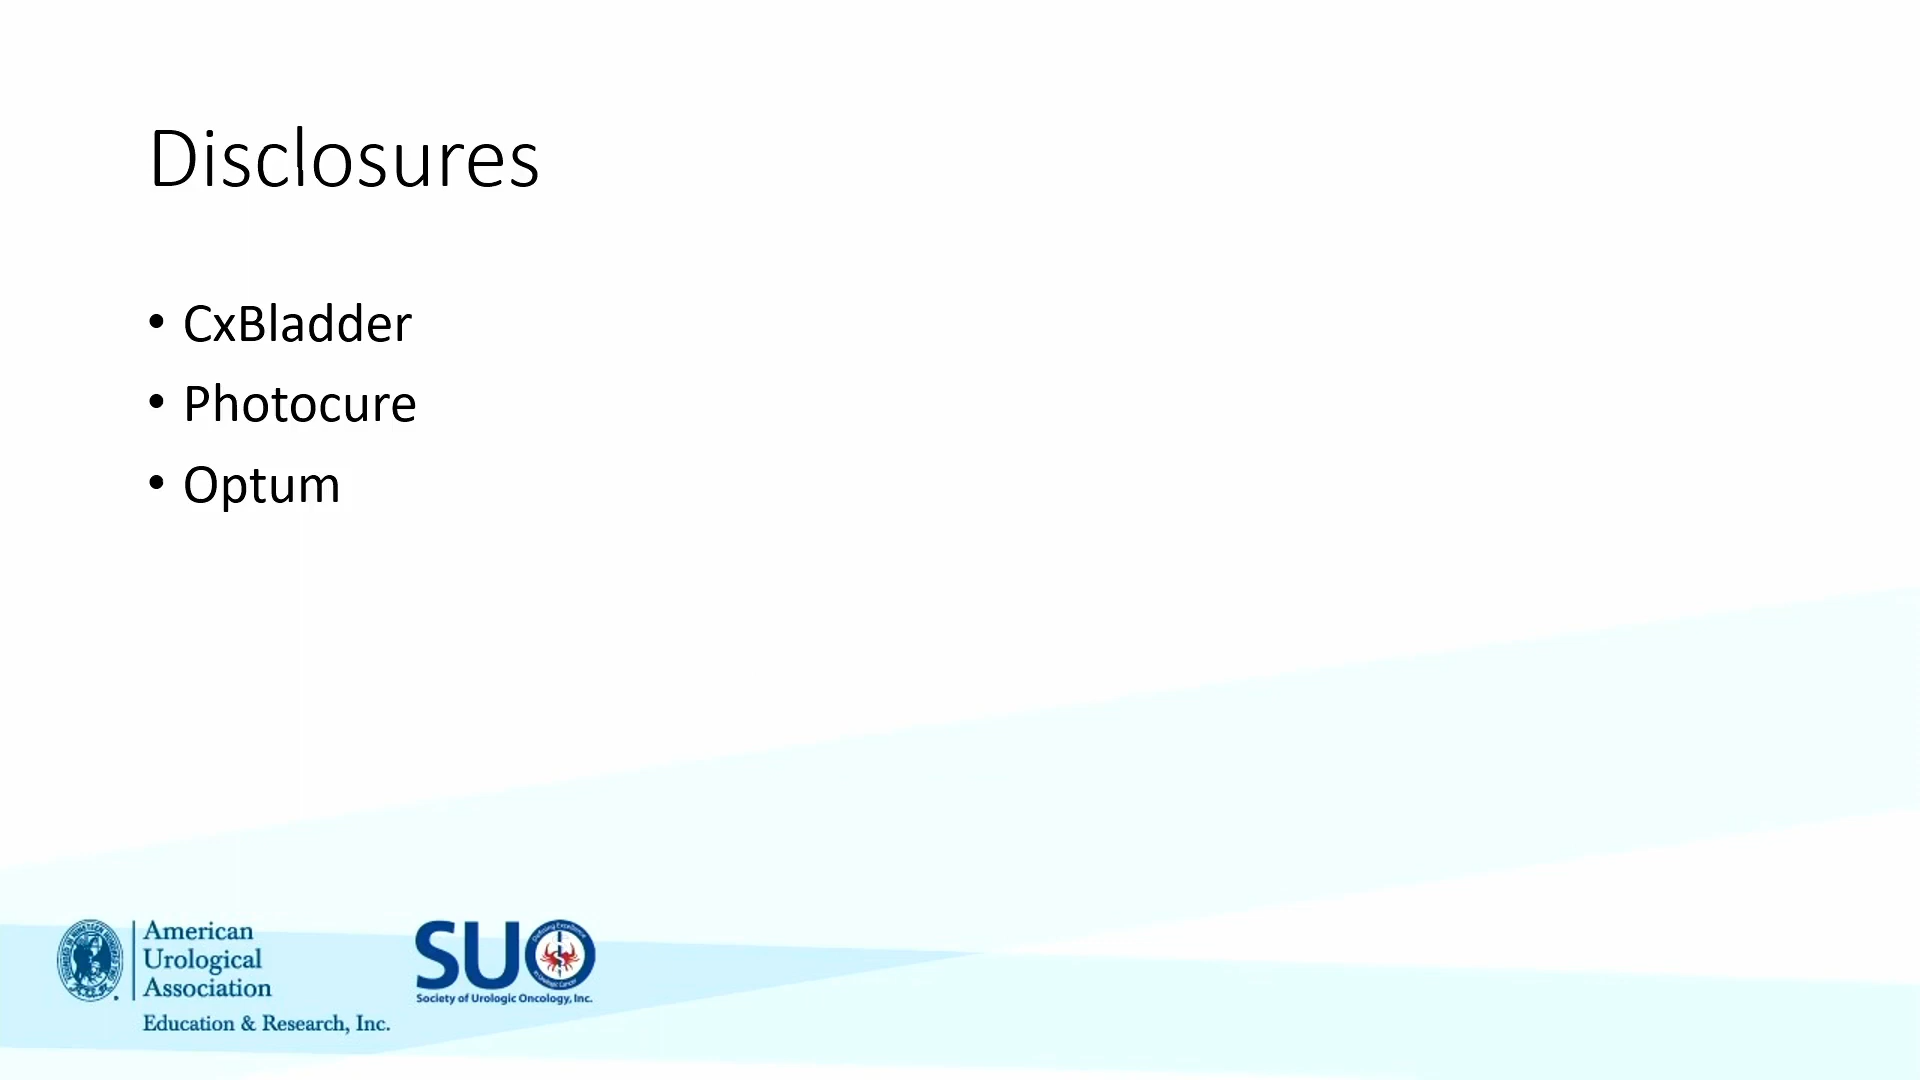 Disclosures
• CxBladder
• Photocure
• Optum
American
Urological
Association
Education & Research, Inc.
SUO
Society of Urologic Oncology, Inc.